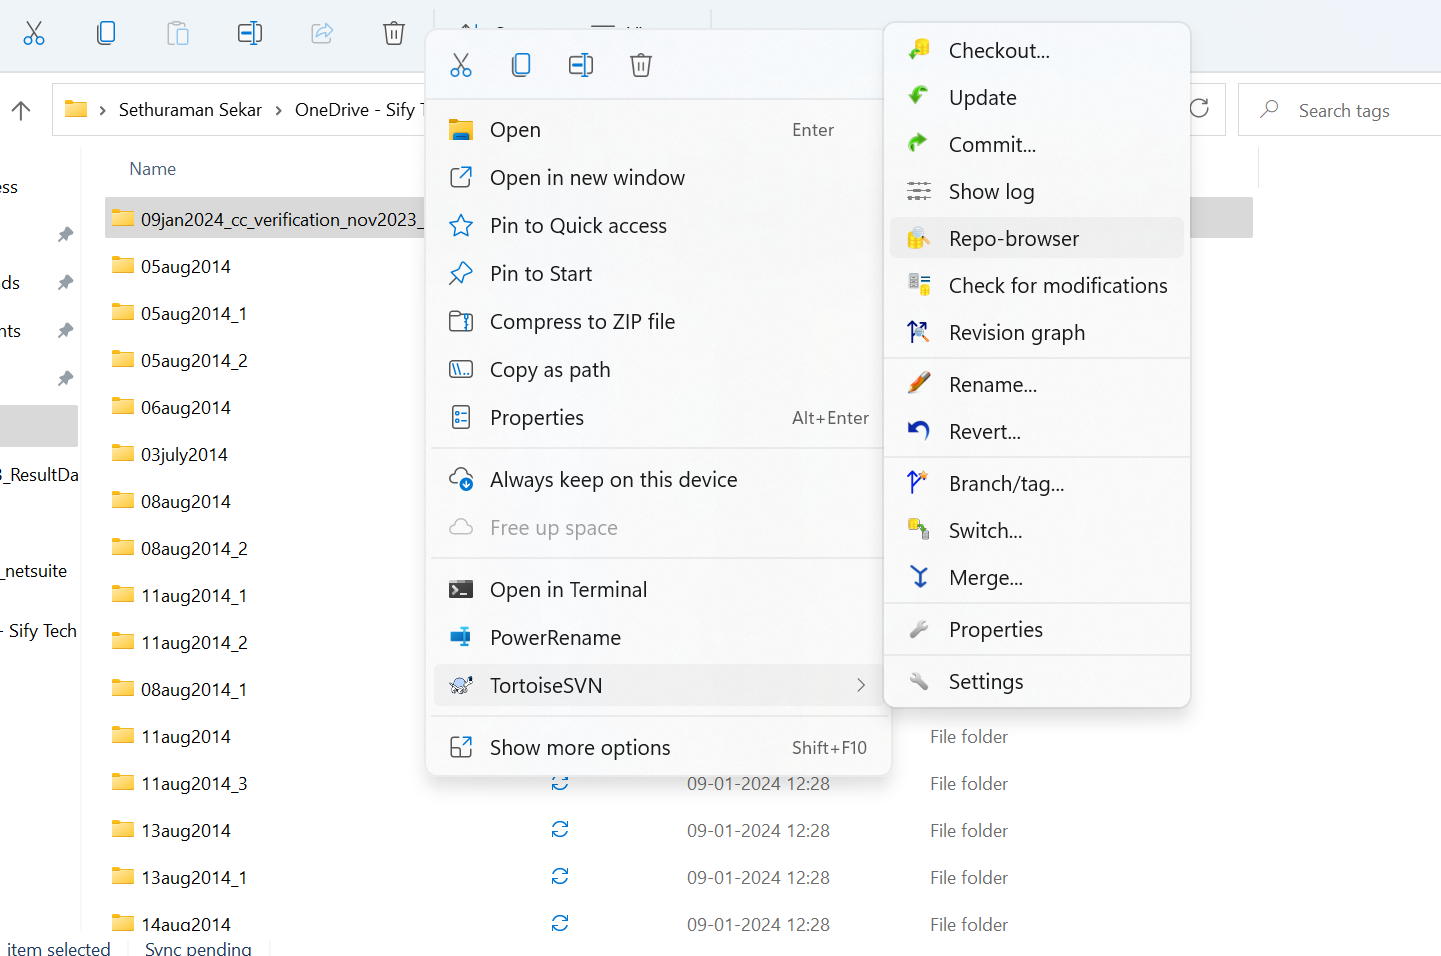 Sethuraman Sekar > OneDrive - Sify
Search tags
ess
ds
nts
3_ResultDa
_netsuite
- Sify Tech
Name
09jan2024_cc_verification_nov2023_
05aug2014
05aug2014_1
05aug2014_2
06aug2014
03july2014
08aug2014
08aug2014_2
11aug2014_1
11aug2014_2
08aug2014_1
11aug2014 File folder
11aug2014_3 09-01-2024 12:28 File folder
13aug2014 09-01-2024 12:28 File folder
13aug2014_1 09-01-2024 12:28 File folder
14aug2014 09-01-2024 12:28 File folder
item selected Sync pending
Open Enter
Open in new window
Pin to Quick access
Pin to Start
Compress to ZIP file
Copy as path
Properties Alt+Enter
Always keep on this device
Free up space
Open in Terminal
PowerRename
TortoiseSVN
Show more options Shift+F10
Checkout...
Update
Commit...
Show log
Repo-browser
Check for modifications
Revision graph
Rename...
Revert...
Branch/tag...
Switch...
Merge...
Properties
Settings